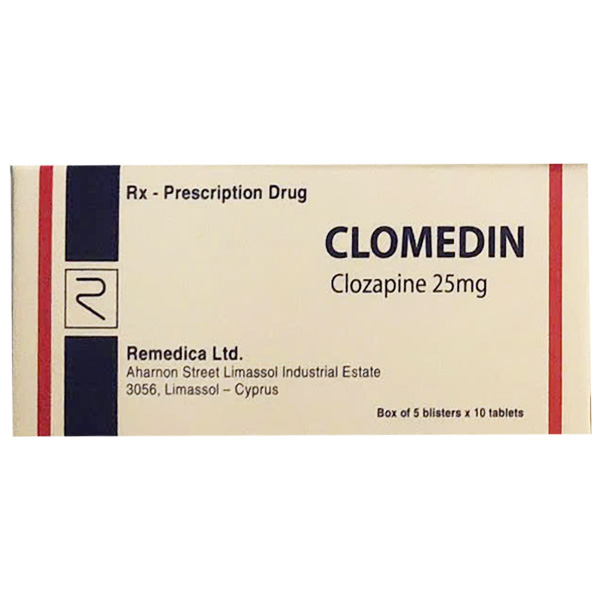 Rx - Prescription Drug
CLOMEDIN
Clozapine 25mg
Remedica Ltd.
Aharnon Street Limassol Industrial Estate
3056, Limassol – Cyprus
Box of 5 blisters x 10 tablets